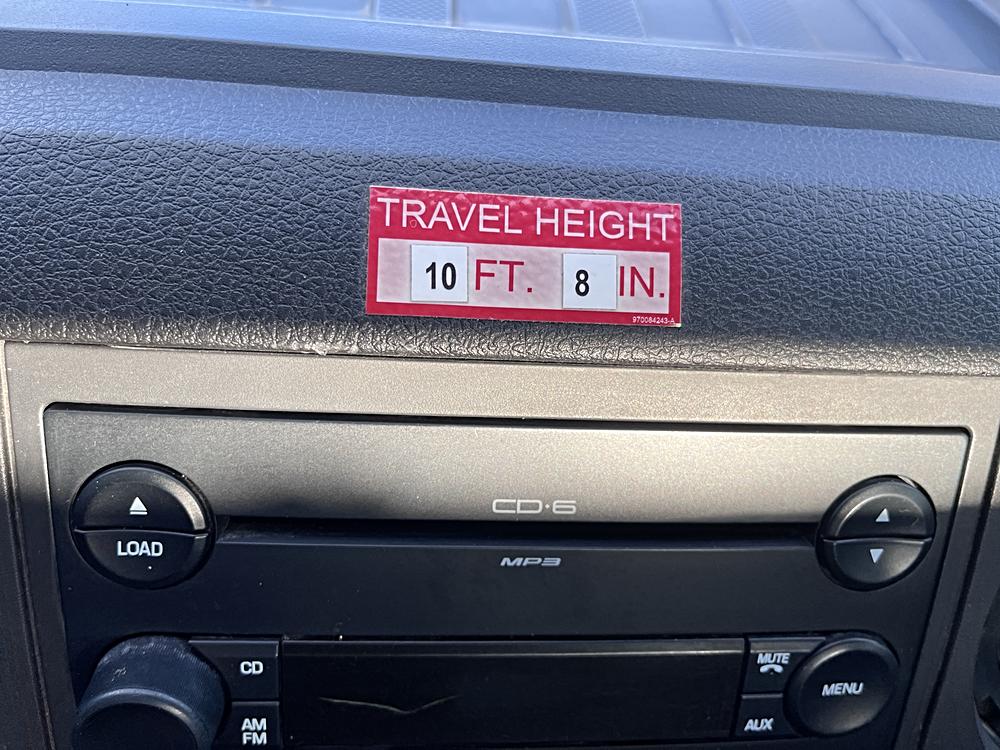 TRAVEL HEIGHT
10 FT. 8 IN.
970084243-A
CD·6
LOAD
MP3
CD
MUTE
MENU
AM
FM
AUX